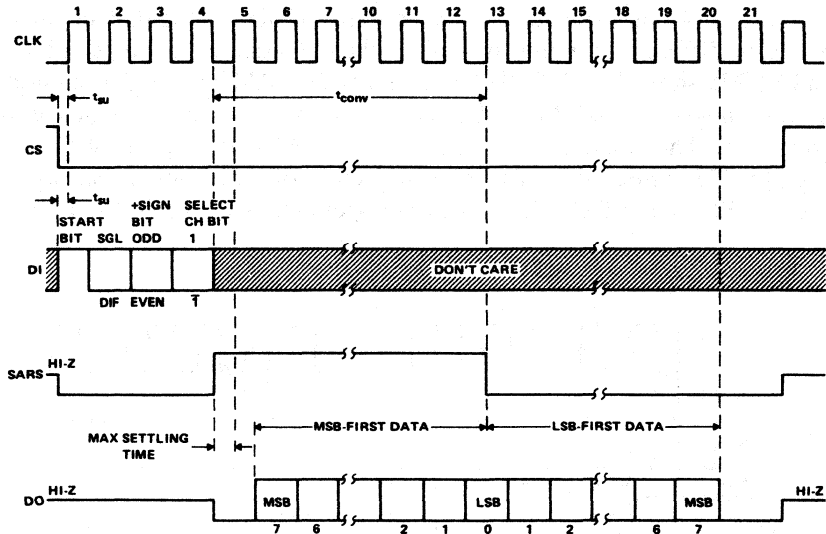 1 2 3 4 5 6 7 10 11 12 13 14 15 18 19 20 21
CLK
tsu
tconv
CS
tsu
START BIT
SGL
+SIGN BIT ODD
SELECT CH BIT 1
DI
DON'T CARE
DIF EVEN 1̅
HI-Z
SARS
MSB-FIRST DATA
LSB-FIRST DATA
MAX SETTLING TIME
HI-Z
DO
MSB
LSB
MSB
HI-Z
7 6 2 1 0 1 2 6 7